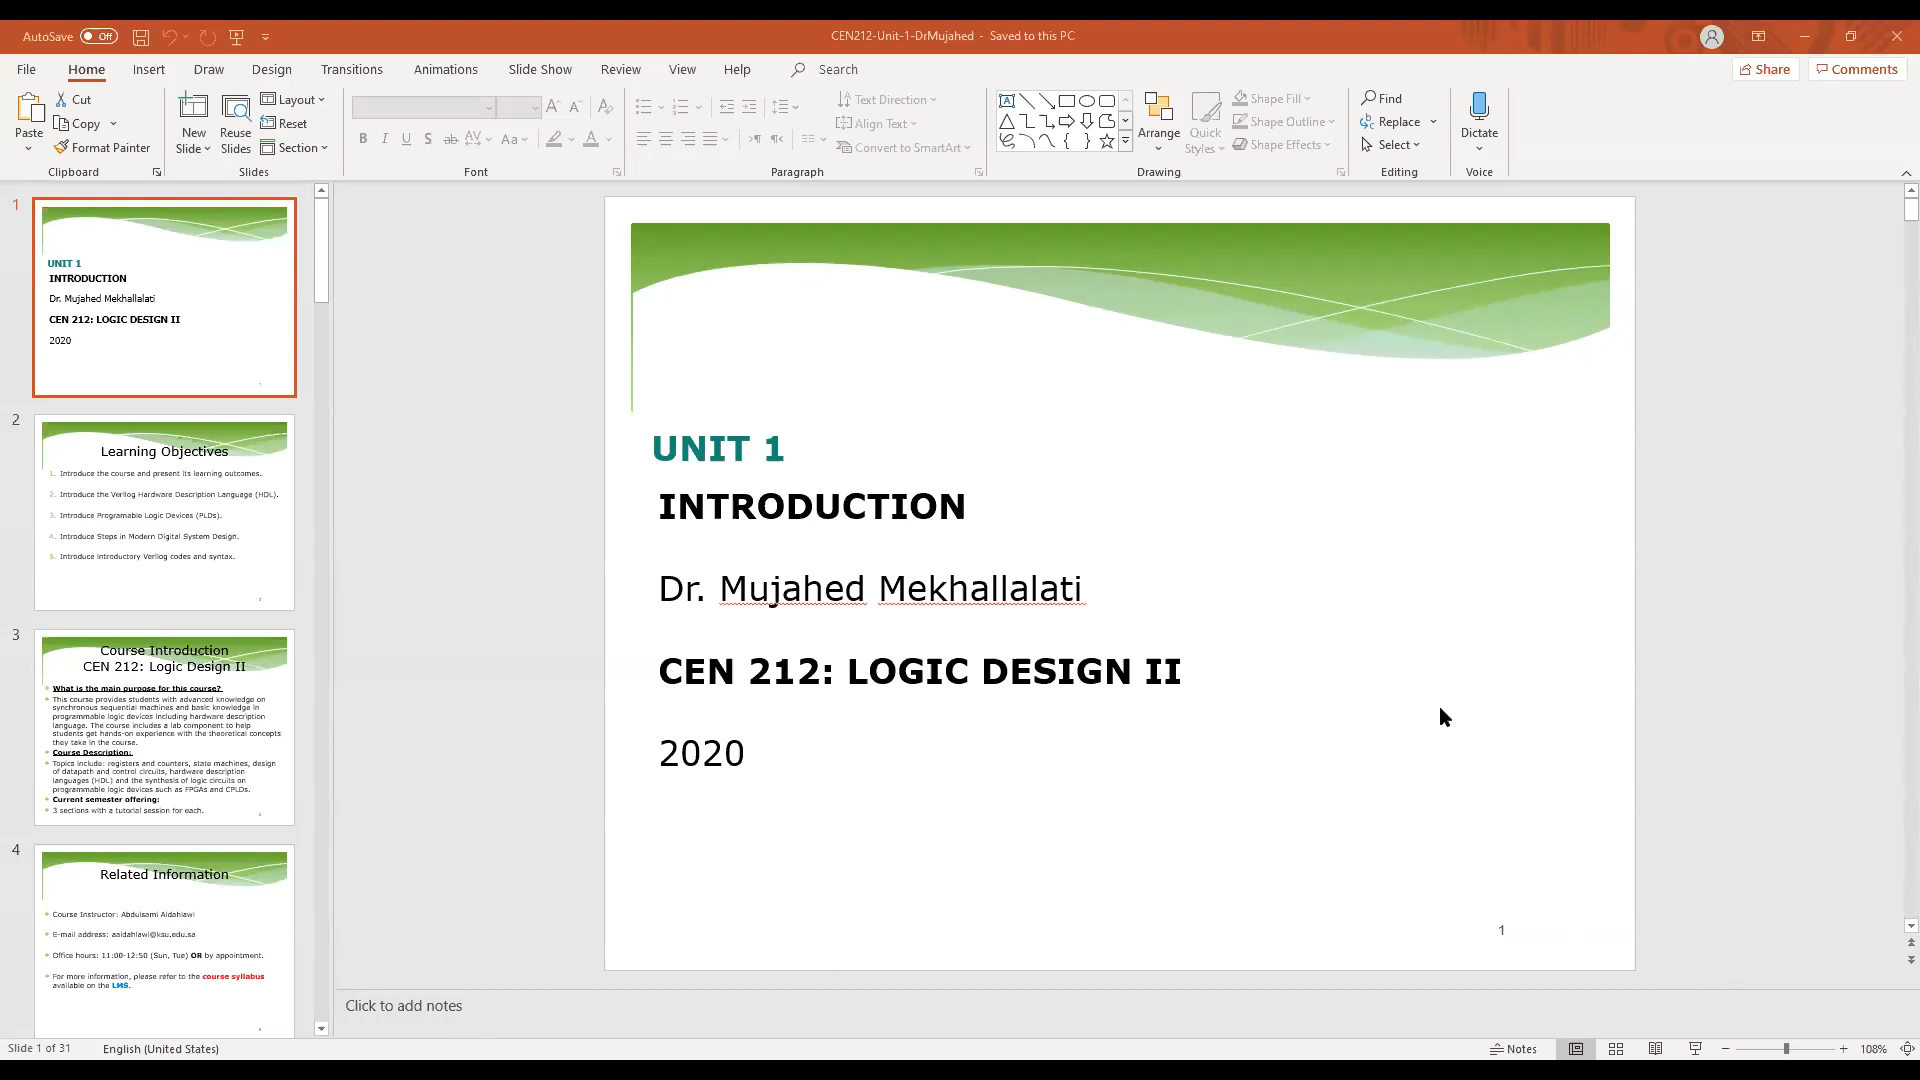 AutoSave Off
CEN212-Unit-1-DrMujahed - Saved to this PC
File Home Insert Draw Design Transitions Animations Slide Show Review View Help Search
Share Comments
Paste
Cut
Copy
Format Painter
Clipboard
New Slide
Reuse Slides
Layout
Reset
Section
Slides
B I U S ab AV Aa A
Font
Text Direction
Align Text
Convert to SmartArt
Paragraph
Arrange
Quick Styles
Shape Fill
Shape Outline
Shape Effects
Drawing
Find
Replace
Select
Editing
Dictate
Voice
1
UNIT 1
INTRODUCTION
Dr. Mujahed Mekhallalati
CEN 212: LOGIC DESIGN II
2020
2
Learning Objectives
1. Introduce the course and present its learning outcomes.
2. Introduce the Verilog Hardware Description Language (HDL).
3. Introduce Programable Logic Devices (PLDs).
4. Introduce Steps in Modern Digital System Design.
5. Introduce introductory Verilog codes and syntax.
3
Course Introduction
CEN 212: Logic Design II
What is the main purpose for this course?
This course provides students with advanced knowledge on
synchronous sequential machines and basic knowledge in
programmable logic devices including hardware description
language. The course includes a lab component to help
students get hands-on experience with the theoretical concepts
they take in the course.
Course Description:
Topics include: registers and counters, state machines, design
of datapath and control circuits, hardware description
languages (HDL) and the synthesis of logic circuits on
programmable logic devices such as FPGAs and CPLDs.
Current semester offering:
3 sections with a tutorial session for each.
4
Related Information
Course Instructor: Abdulsami Aldahlawi
E-mail address: aaldahlawi@ksu.edu.sa
Office hours: 11:00-12:50 (Sun, Tue) OR by appointment.
For more information, please refer to the course syllabus
available on the LMS.
UNIT 1
INTRODUCTION
Dr. Mujahed Mekhallalati
CEN 212: LOGIC DESIGN II
2020
1
Click to add notes
Slide 1 of 31 English (United States)
Notes
108%